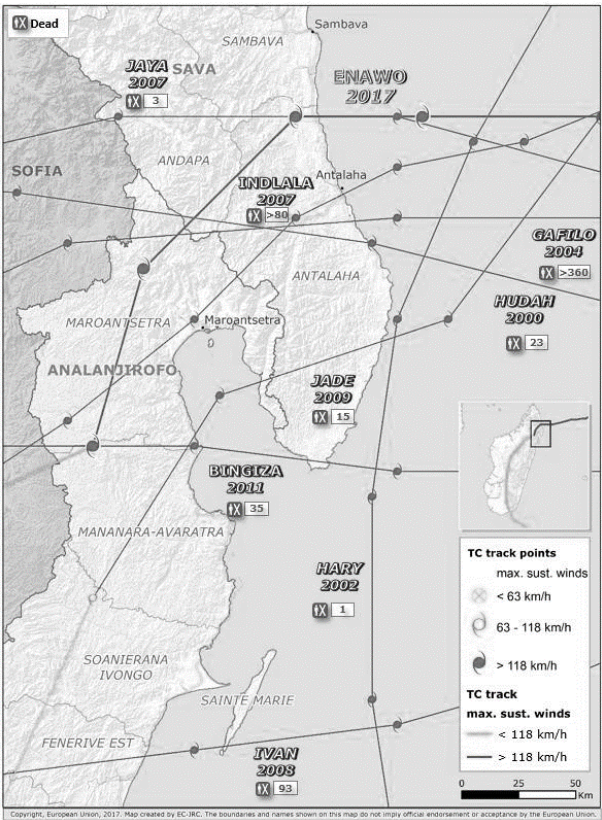 Dead
Sambava
SAMBAVA
JAYA
2007
SAVA
3
ENAWO
2017
ANDAPA
SOFIA
Antalaha
INDLALA
2007
>80
GAFILO
2004
>360
ANTALAHA
HUDAH
2000
23
MAROANTSETRA
Maroantsetra
ANALANJIROFO
JADE
2009
15
BINGIZA
2011
35
MANANARA-AVARATRA
HARY
2002
1
SOANIERANA
IVONGO
SAINTE MARIE
FENERIVE EST
IVAN
2008
93
TC track points
max. sust. winds
< 63 km/h
63 - 118 km/h
> 118 km/h
TC track
max. sust. winds
< 118 km/h
> 118 km/h
0 25 50
Km
Copyright, European Union, 2017. Map created by EC-JRC. The boundaries and names shown on this map do not imply official endorsement or acceptance by the European Union.